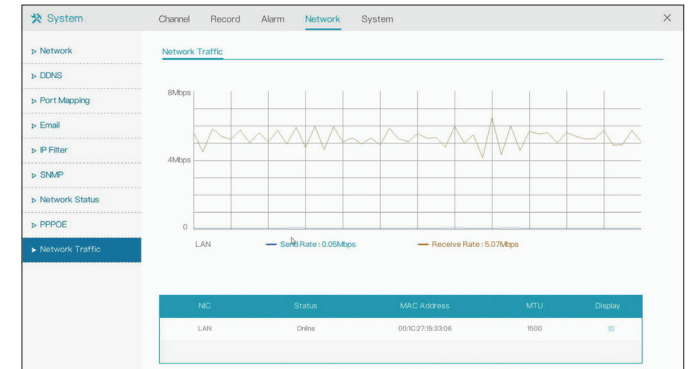 System
Channel Record Alarm Network System
Network
DDNS
Port Mapping
Email
IP Filter
SNMP
Network Status
PPPOE
Network Traffic
Network Traffic
8Mbps
4Mbps
0
LAN Send Rate : 0.05Mbps Receive Rate : 5.07Mbps
NIC Status MAC Address MTU Display
LAN Online 00:1C:27:15:33:06 1500